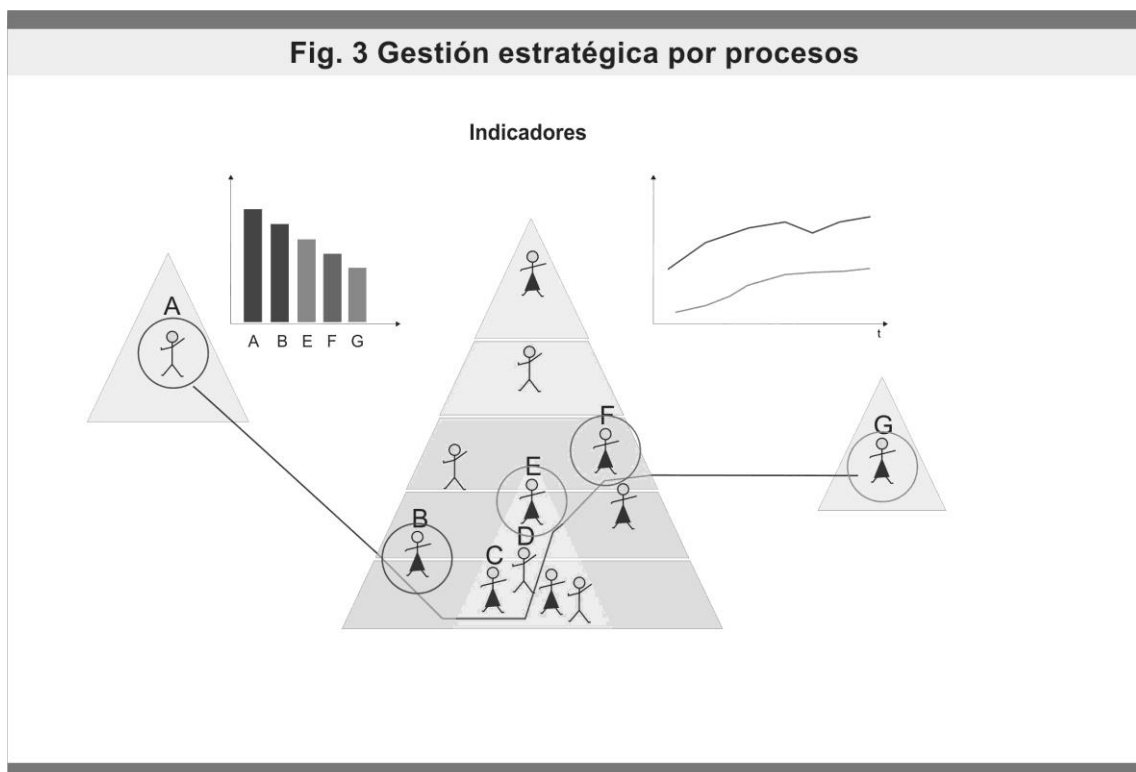 Fig. 3 Gestión estratégica por procesos
Indicadores
A
A B E F G
t
F
G
E
B
D
C